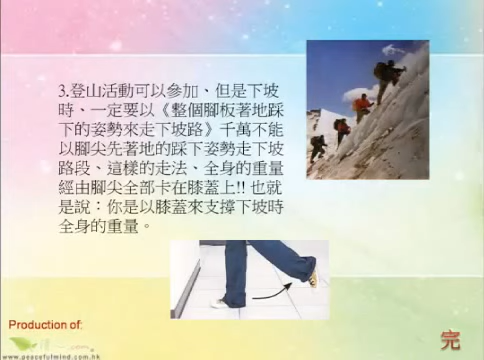 3.登山活動可以參加、但是下坡
時、一定要以《整個腳板著地踩
下的姿勢來走下坡路》千萬不能
以腳尖先著地的踩下姿勢走下坡
路段、這樣的走法、全身的重量
經由腳尖全部卡在膝蓋上!! 也就
是說：你是以膝蓋來支撐下坡時
全身的重量。
Production of:
www.peacefulmind.com.hk
完